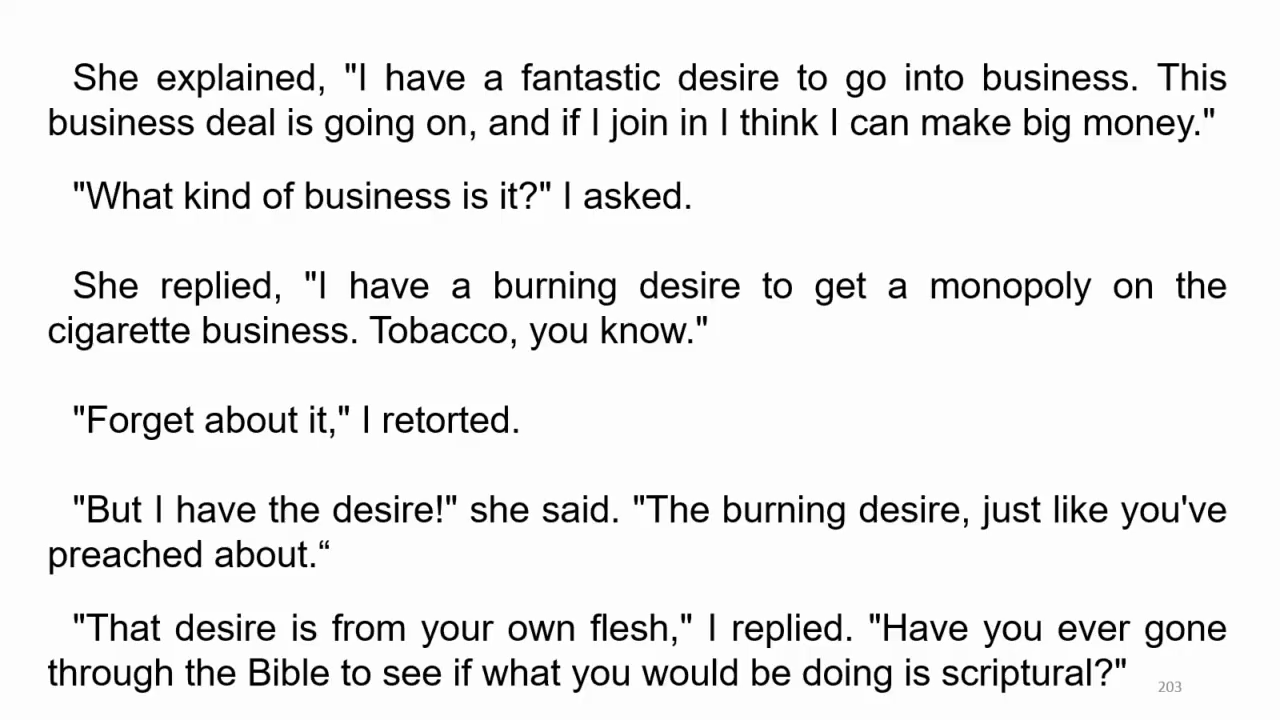 She explained, "I have a fantastic desire to go into business. This
business deal is going on, and if I join in I think I can make big money."
"What kind of business is it?" I asked.
She replied, "I have a burning desire to get a monopoly on the
cigarette business. Tobacco, you know."
"Forget about it," I retorted.
"But I have the desire!" she said. "The burning desire, just like you've
preached about.“
"That desire is from your own flesh," I replied. "Have you ever gone
through the Bible to see if what you would be doing is scriptural?"
203